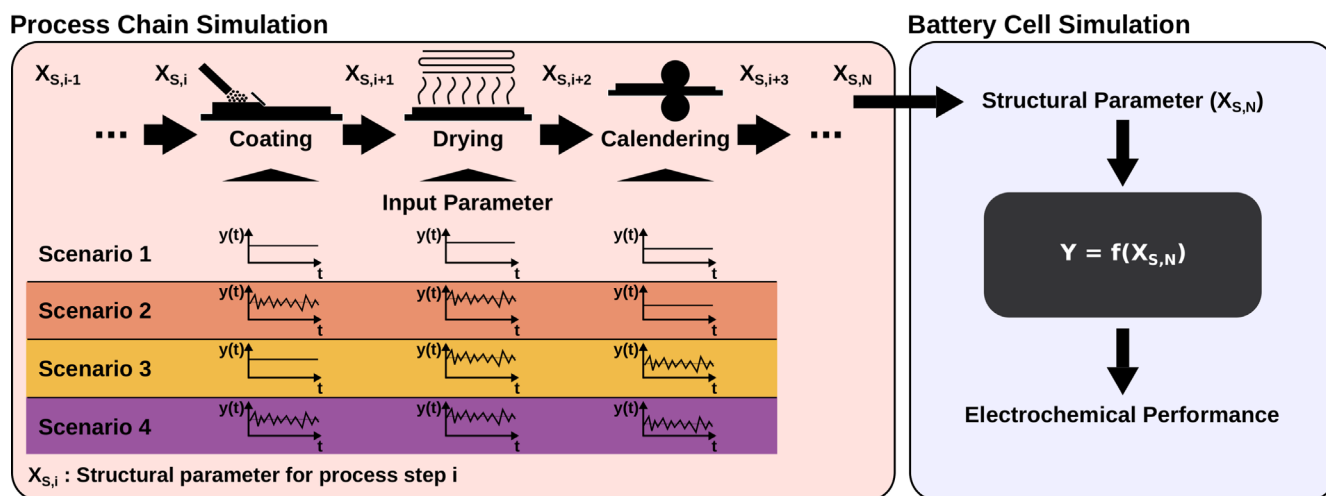 Process Chain Simulation
Battery Cell Simulation
X_S,i-1 X_S,i X_S,i+1 X_S,i+2 X_S,i+3 X_S,N
... Coating Drying Calendering ...
Input Parameter
Scenario 1 y(t) t y(t) t y(t) t
Scenario 2 y(t) t y(t) t y(t) t
Scenario 3 y(t) t y(t) t y(t) t
Scenario 4 y(t) t y(t) t y(t) t
X_S,i : Structural parameter for process step i
Structural Parameter (X_S,N)
Y = f(X_S,N)
Electrochemical Performance